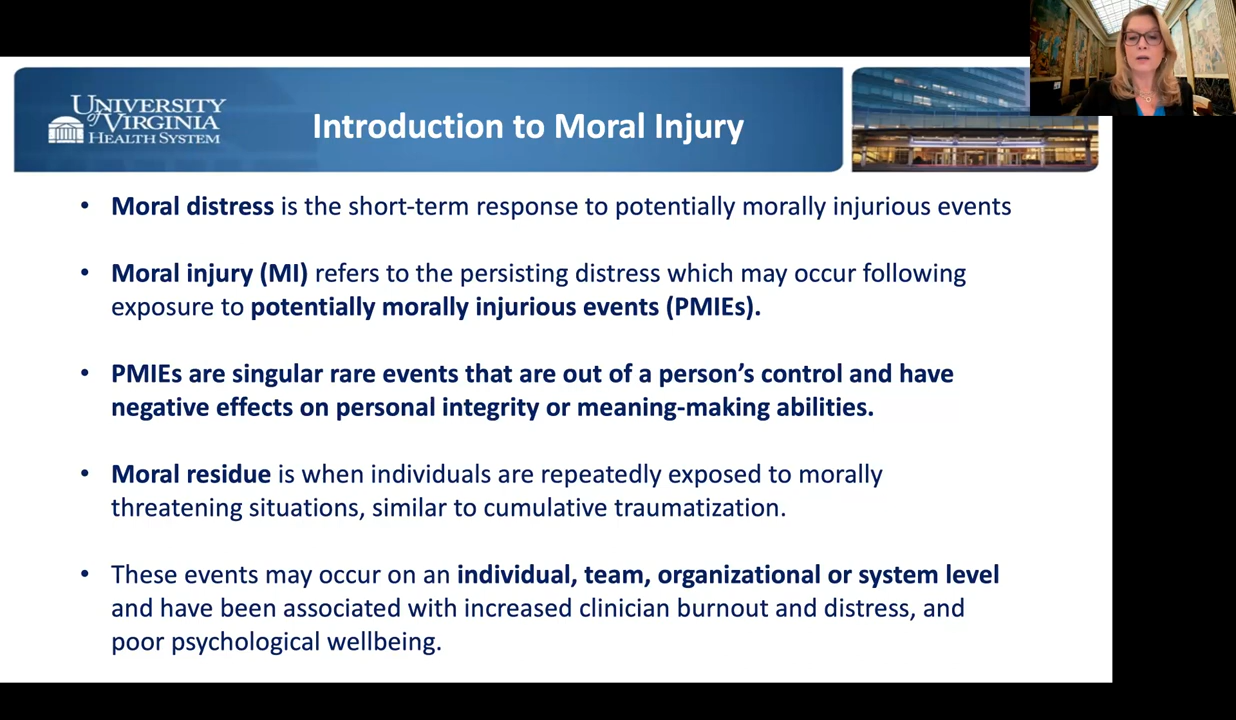 UNIVERSITY
of VIRGINIA
HEALTH SYSTEM
Introduction to Moral Injury
• Moral distress is the short-term response to potentially morally injurious events
• Moral injury (MI) refers to the persisting distress which may occur following
exposure to potentially morally injurious events (PMIEs).
• PMIEs are singular rare events that are out of a person’s control and have
negative effects on personal integrity or meaning-making abilities.
• Moral residue is when individuals are repeatedly exposed to morally
threatening situations, similar to cumulative traumatization.
• These events may occur on an individual, team, organizational or system level
and have been associated with increased clinician burnout and distress, and
poor psychological wellbeing.